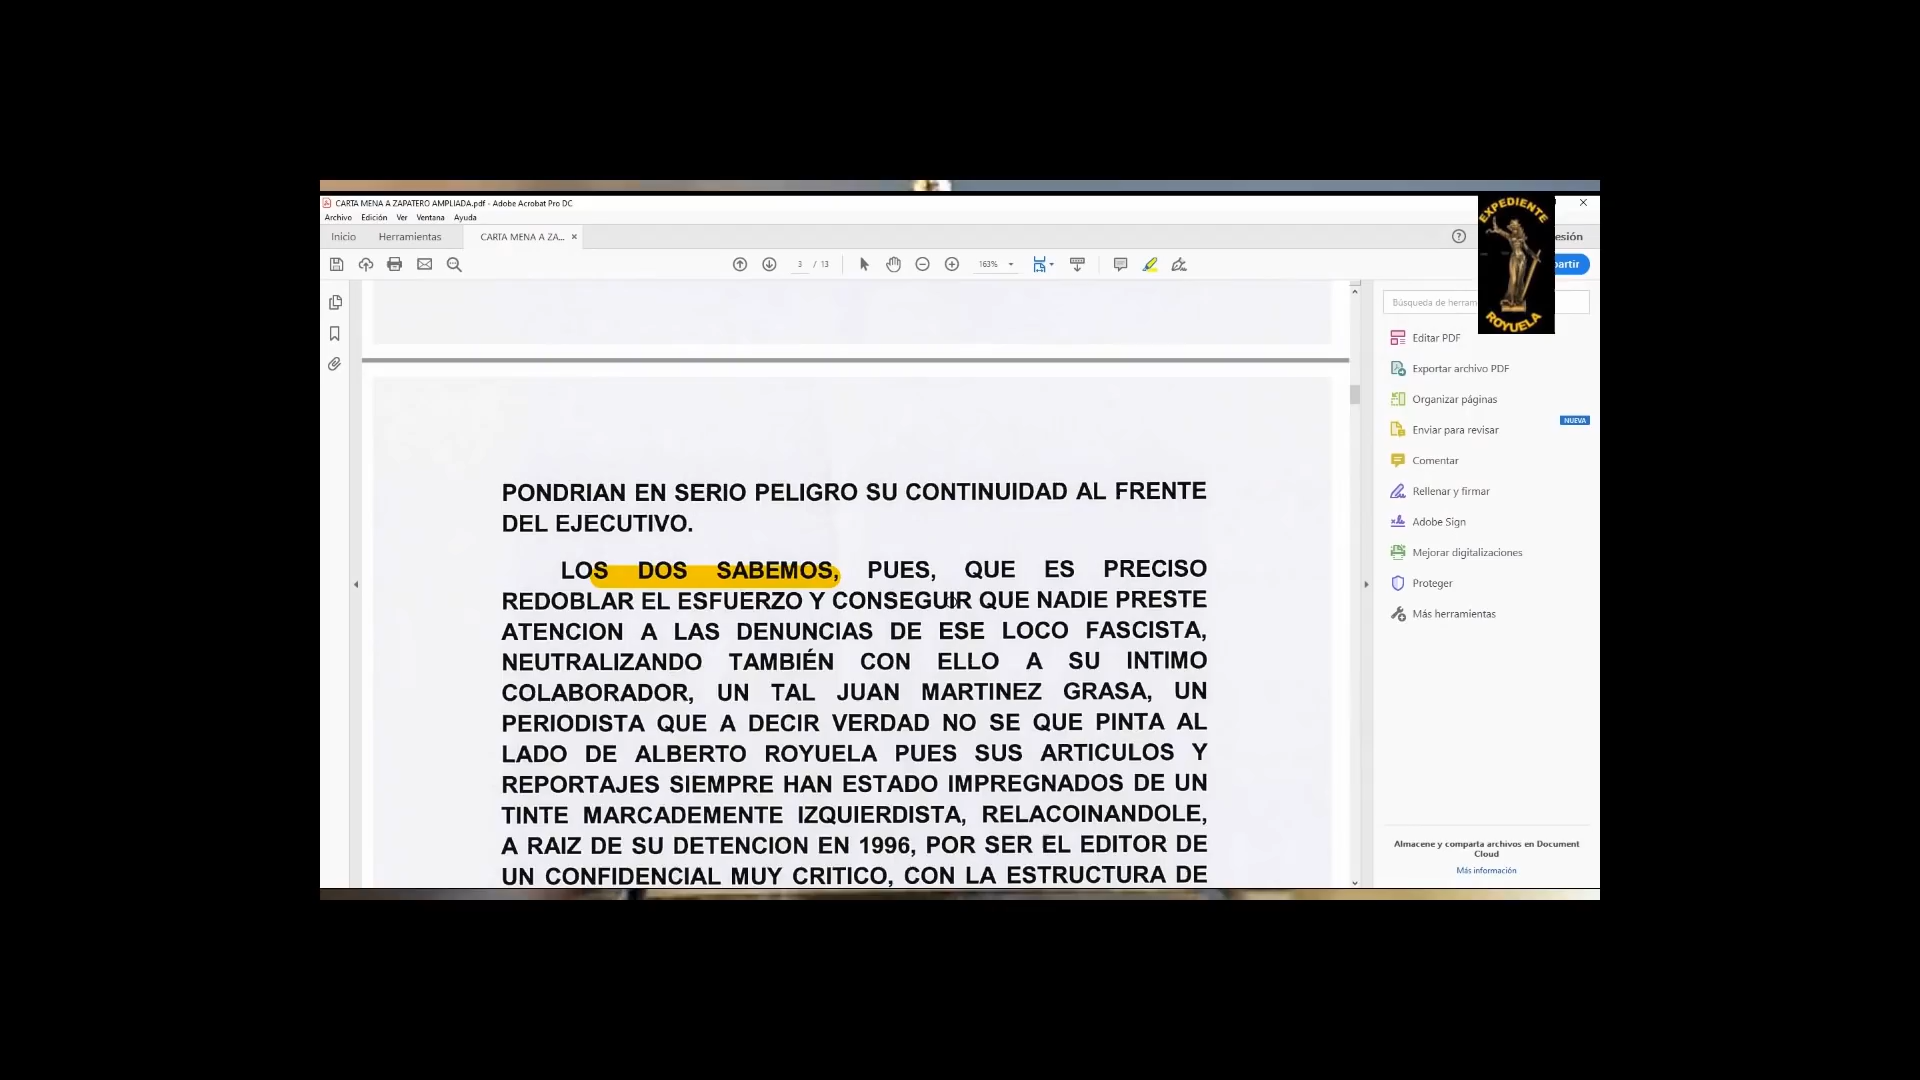 CARTA MENA A ZAPATERO AMPLIADA.pdf - Adobe Acrobat Pro DC
Archivo Edición Ver Ventana Ayuda
Inicio Herramientas CARTA MENA A ZA... esión
3 / 13 163% partir
EXPEDIENTE
ROYUELA
Búsqueda de herram
Editar PDF
Exportar archivo PDF
Organizar páginas
NUEVA
Enviar para revisar
Comentar
Rellenar y firmar
Adobe Sign
Mejorar digitalizaciones
Proteger
Más herramientas
PONDRIAN EN SERIO PELIGRO SU CONTINUIDAD AL FRENTE
DEL EJECUTIVO.
LOS DOS SABEMOS, PUES, QUE ES PRECISO
REDOBLAR EL ESFUERZO Y CONSEGUIR QUE NADIE PRESTE
ATENCION A LAS DENUNCIAS DE ESE LOCO FASCISTA,
NEUTRALIZANDO TAMBIÉN CON ELLO A SU INTIMO
COLABORADOR, UN TAL JUAN MARTINEZ GRASA, UN
PERIODISTA QUE A DECIR VERDAD NO SE QUE PINTA AL
LADO DE ALBERTO ROYUELA PUES SUS ARTICULOS Y
REPORTAJES SIEMPRE HAN ESTADO IMPREGNADOS DE UN
TINTE MARCADEMENTE IZQUIERDISTA, RELACOINANDOLE,
A RAIZ DE SU DETENCION EN 1996, POR SER EL EDITOR DE
UN CONFIDENCIAL MUY CRITICO, CON LA ESTRUCTURA DE
Almacene y comparta archivos en Document
Cloud
Más información